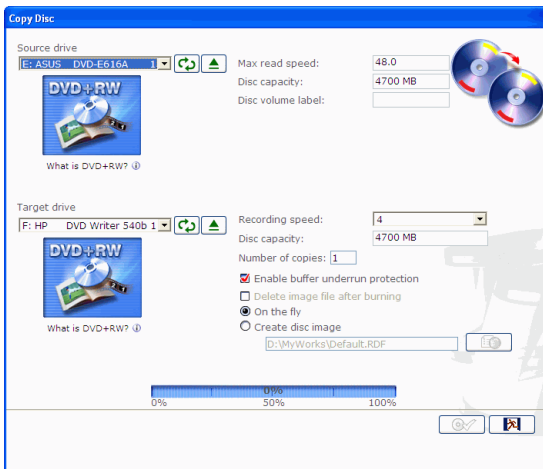 Copy Disc
Source drive
E: ASUS DVD-E616A 1
Max read speed: 48.0
Disc capacity: 4700 MB
Disc volume label:
DVD+RW
What is DVD+RW?
Target drive
F: HP DVD Writer 540b 1
Recording speed: 4
Disc capacity: 4700 MB
Number of copies: 1
DVD+RW
Enable buffer underrun protection
Delete image file after burning
On the fly
What is DVD+RW?
Create disc image
D:\MyWorks\Default.RDF
0%
0% 50% 100%